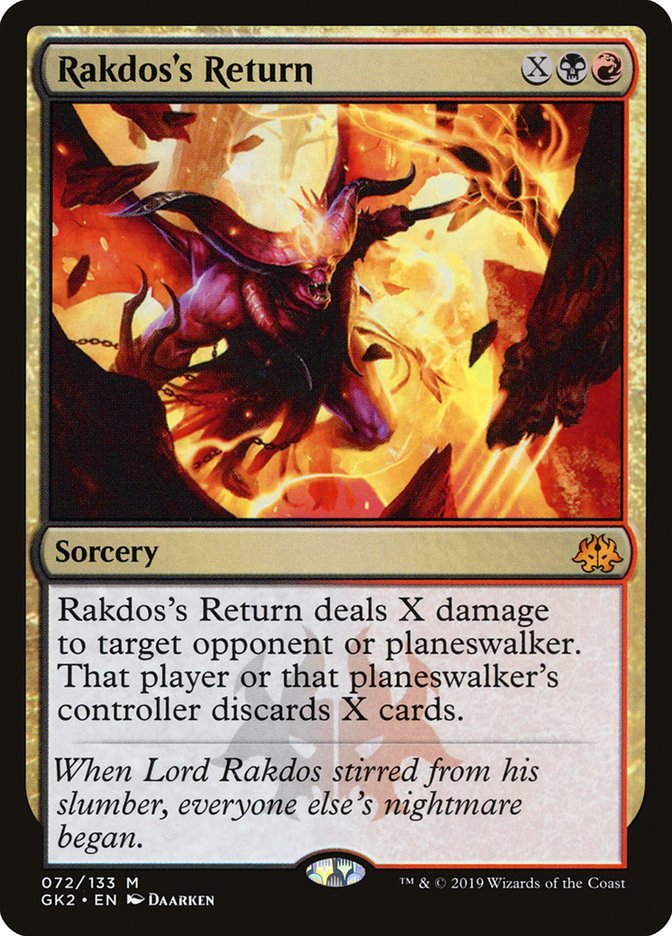 Rakdos's Return X
Sorcery
Rakdos's Return deals X damage
to target opponent or planeswalker.
That player or that planeswalker's
controller discards X cards.
When Lord Rakdos stirred from his
slumber, everyone else's nightmare
began.
072/133 M
GK2 • EN Daarken
™ & © 2019 Wizards of the Coast